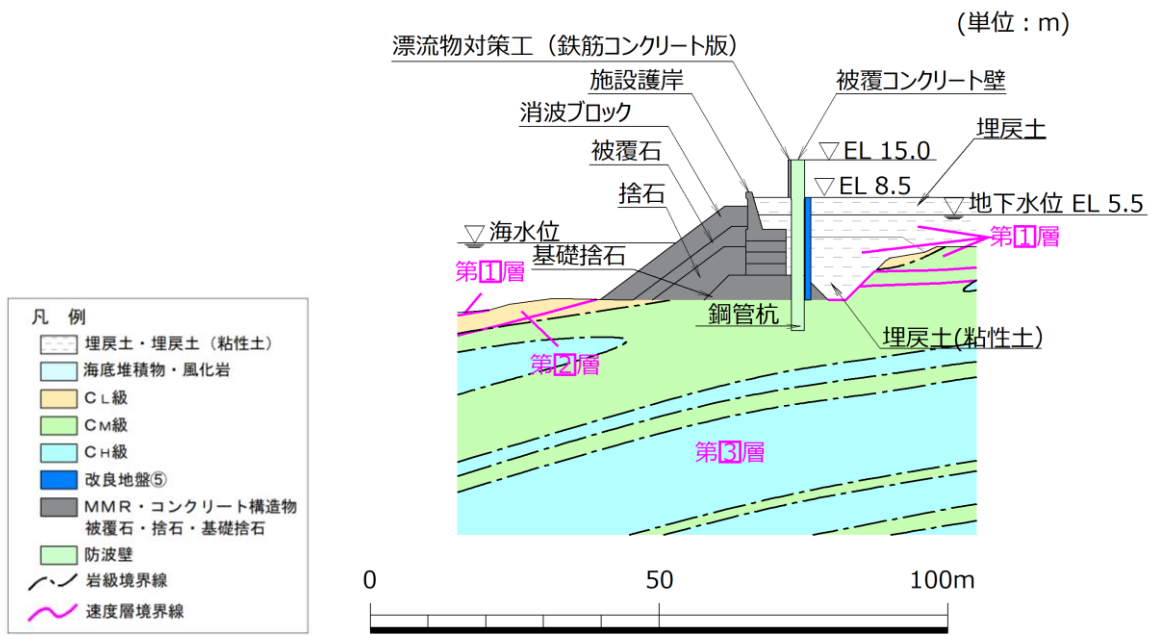 (単位：m)
漂流物対策工（鉄筋コンクリート版）
施設護岸
被覆コンクリート壁
消波ブロック
埋戻土
被覆石
EL 15.0
捨石
EL 8.5
地下水位 EL 5.5
海水位
第1層
基礎捨石
第1層
鋼管杭
埋戻土(粘性土)
第2層
第3層
凡 例
埋戻土・埋戻土（粘性土）
海底堆積物・風化岩
CL級
CM級
CH級
改良地盤⑤
MMR・コンクリート構造物
被覆石・捨石・基礎捨石
防波壁
岩級境界線
速度層境界線
0
50
100m